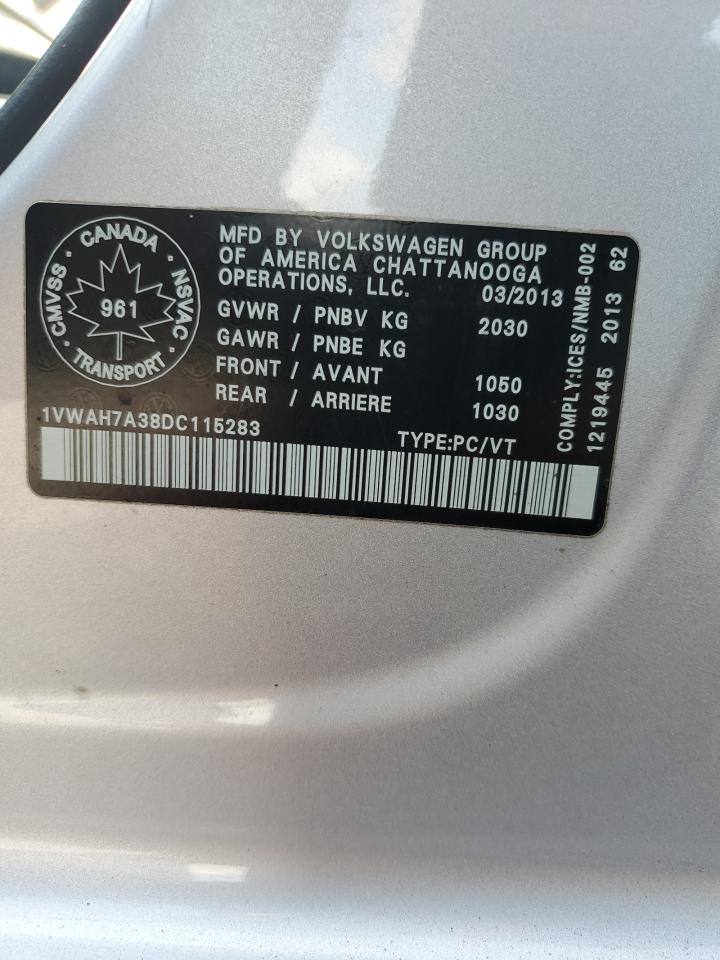 CANADA
CMVSS · NSVAC
961
TRANSPORT
MFD BY VOLKSWAGEN GROUP
OF AMERICA CHATTANOOGA
OPERATIONS, LLC. 03/2013
GVWR / PNBV KG 2030
GAWR / PNBE KG
FRONT / AVANT 1050
REAR / ARRIERE 1030
1VWAH7A38DC115283 TYPE:PC/VT
COMPLY:ICES/NMB-002
1219445 2013 62